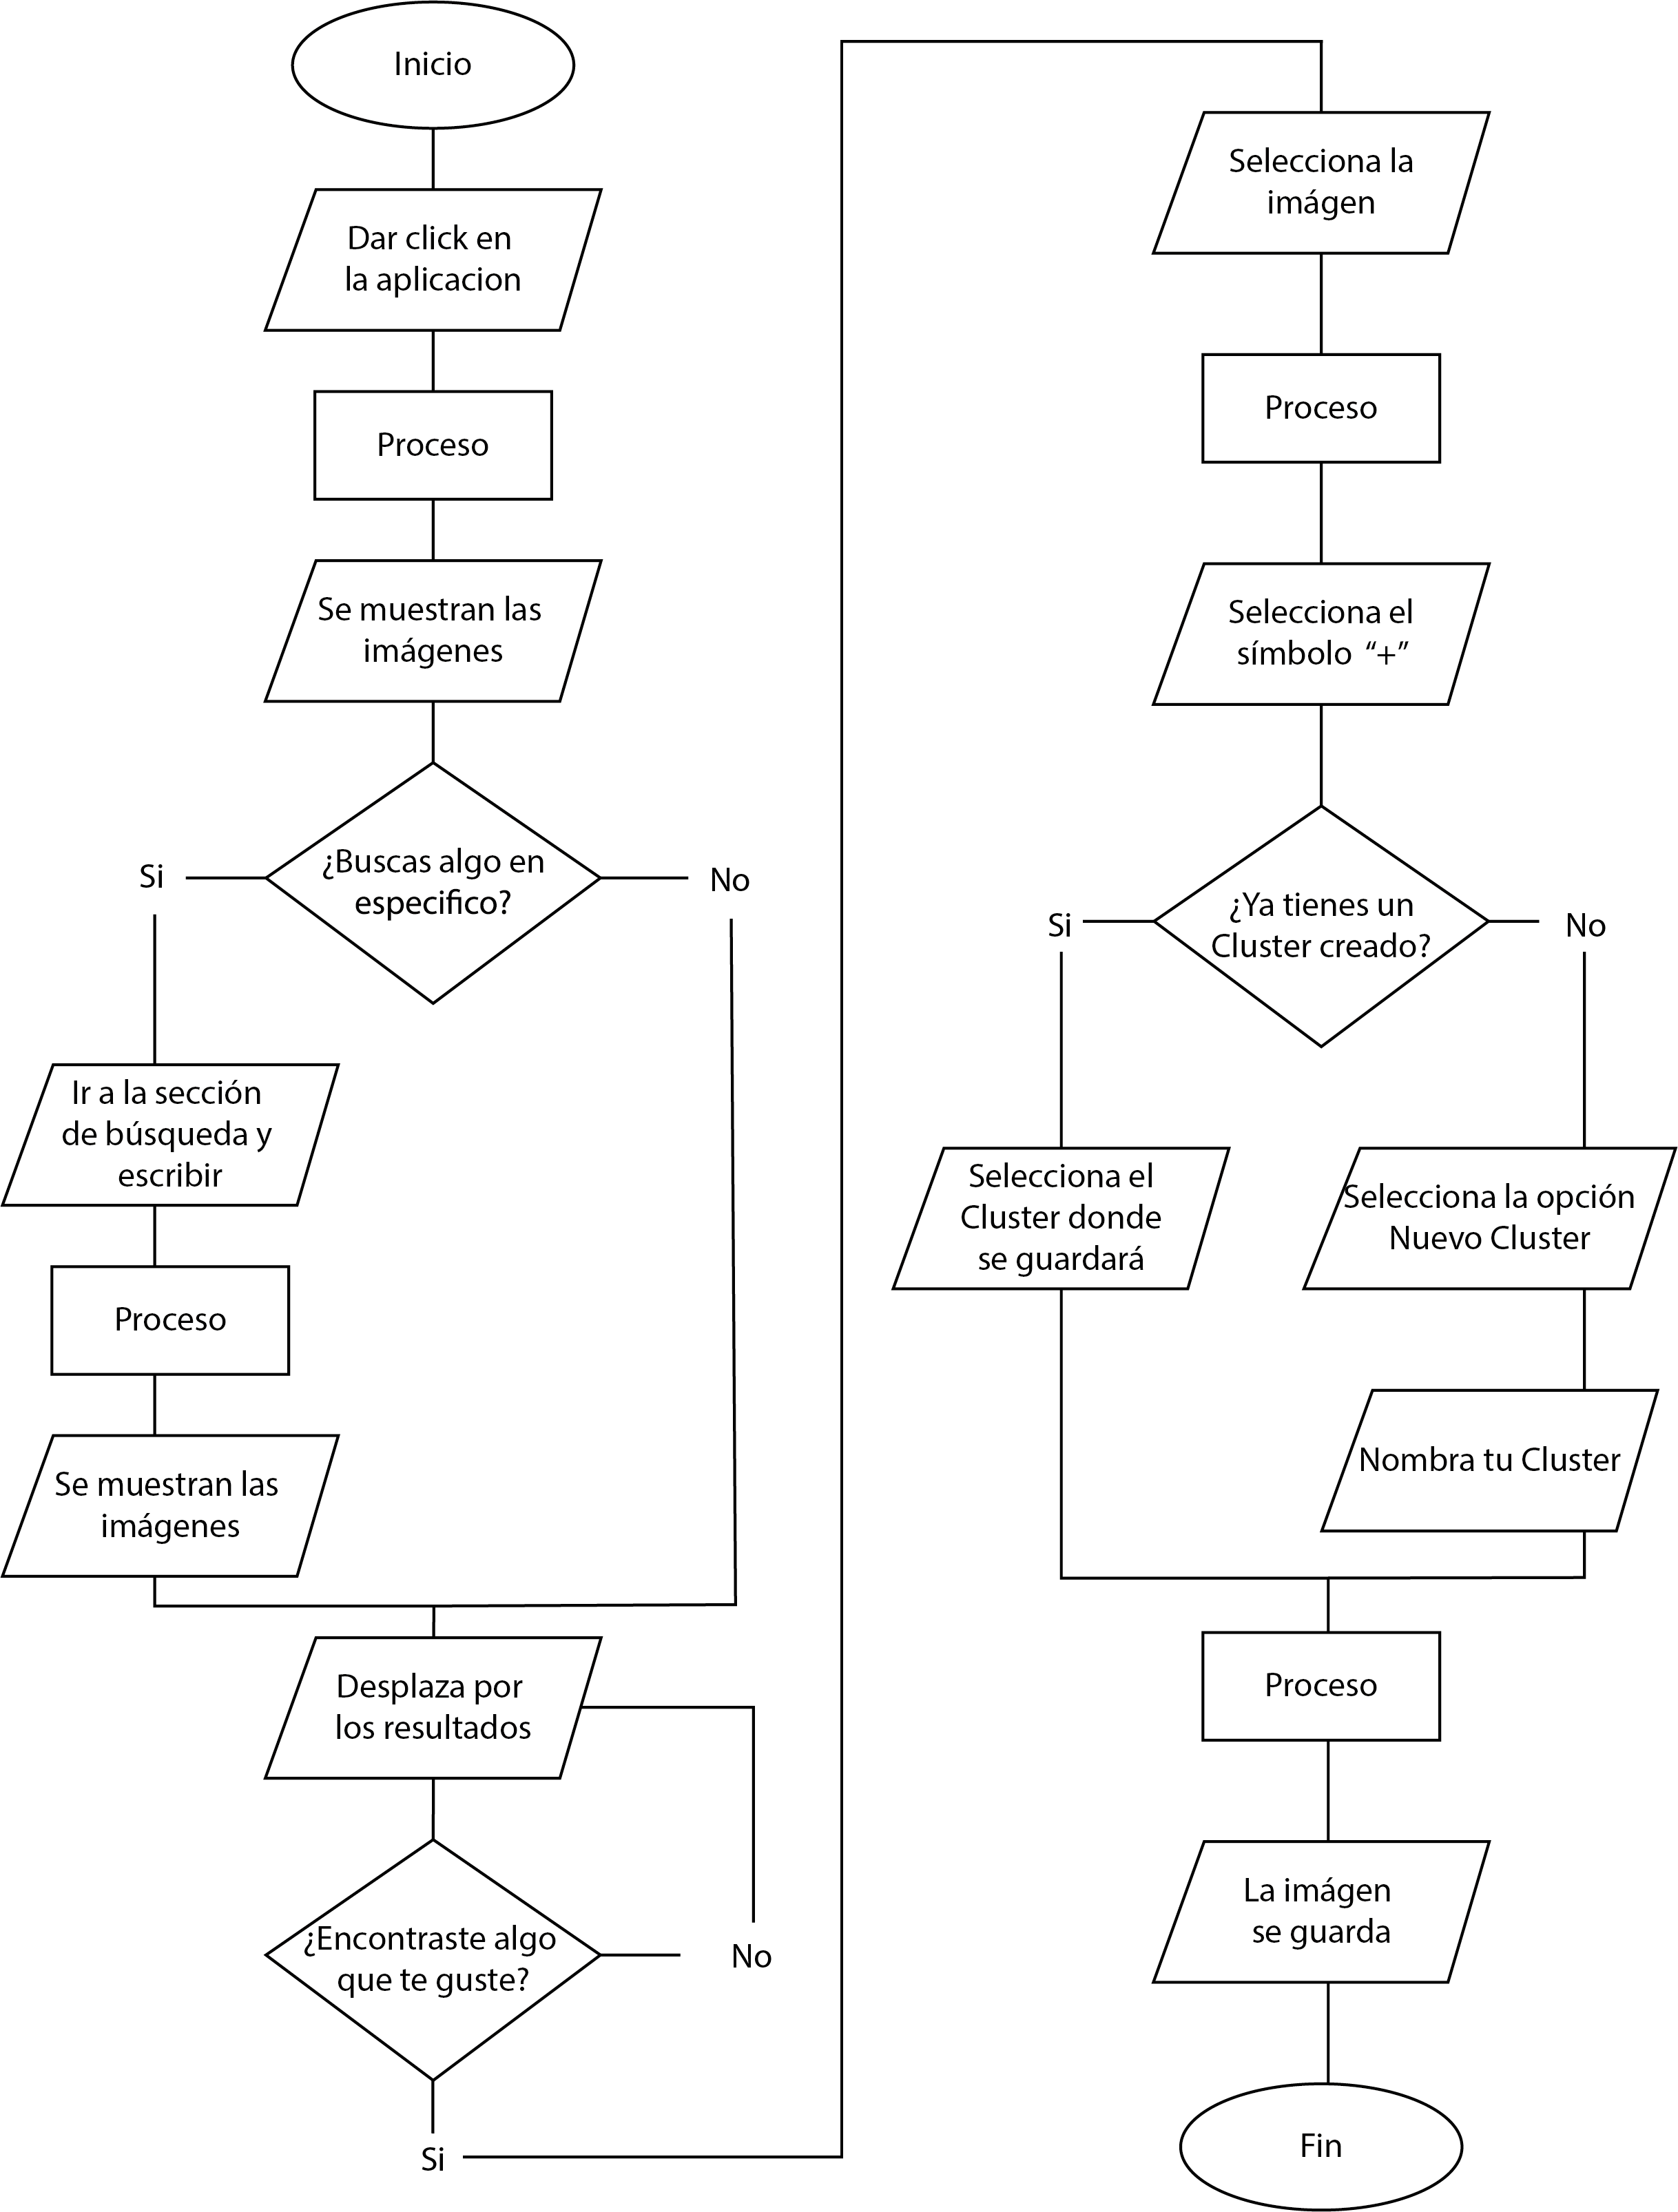 Inicio
Dar click en
la aplicacion
Proceso
Se muestran las
imágenes
¿Buscas algo en
especifico?
Si
No
Ir a la sección
de búsqueda y
escribir
Proceso
Se muestran las
imágenes
Desplaza por
los resultados
¿Encontraste algo
que te guste?
No
Si
Selecciona la
imágen
Proceso
Selecciona el
símbolo “+”
¿Ya tienes un
Cluster creado?
Si
No
Selecciona el
Cluster donde
se guardará
Selecciona la opción
Nuevo Cluster
Nombra tu Cluster
Proceso
La imágen
se guarda
Fin